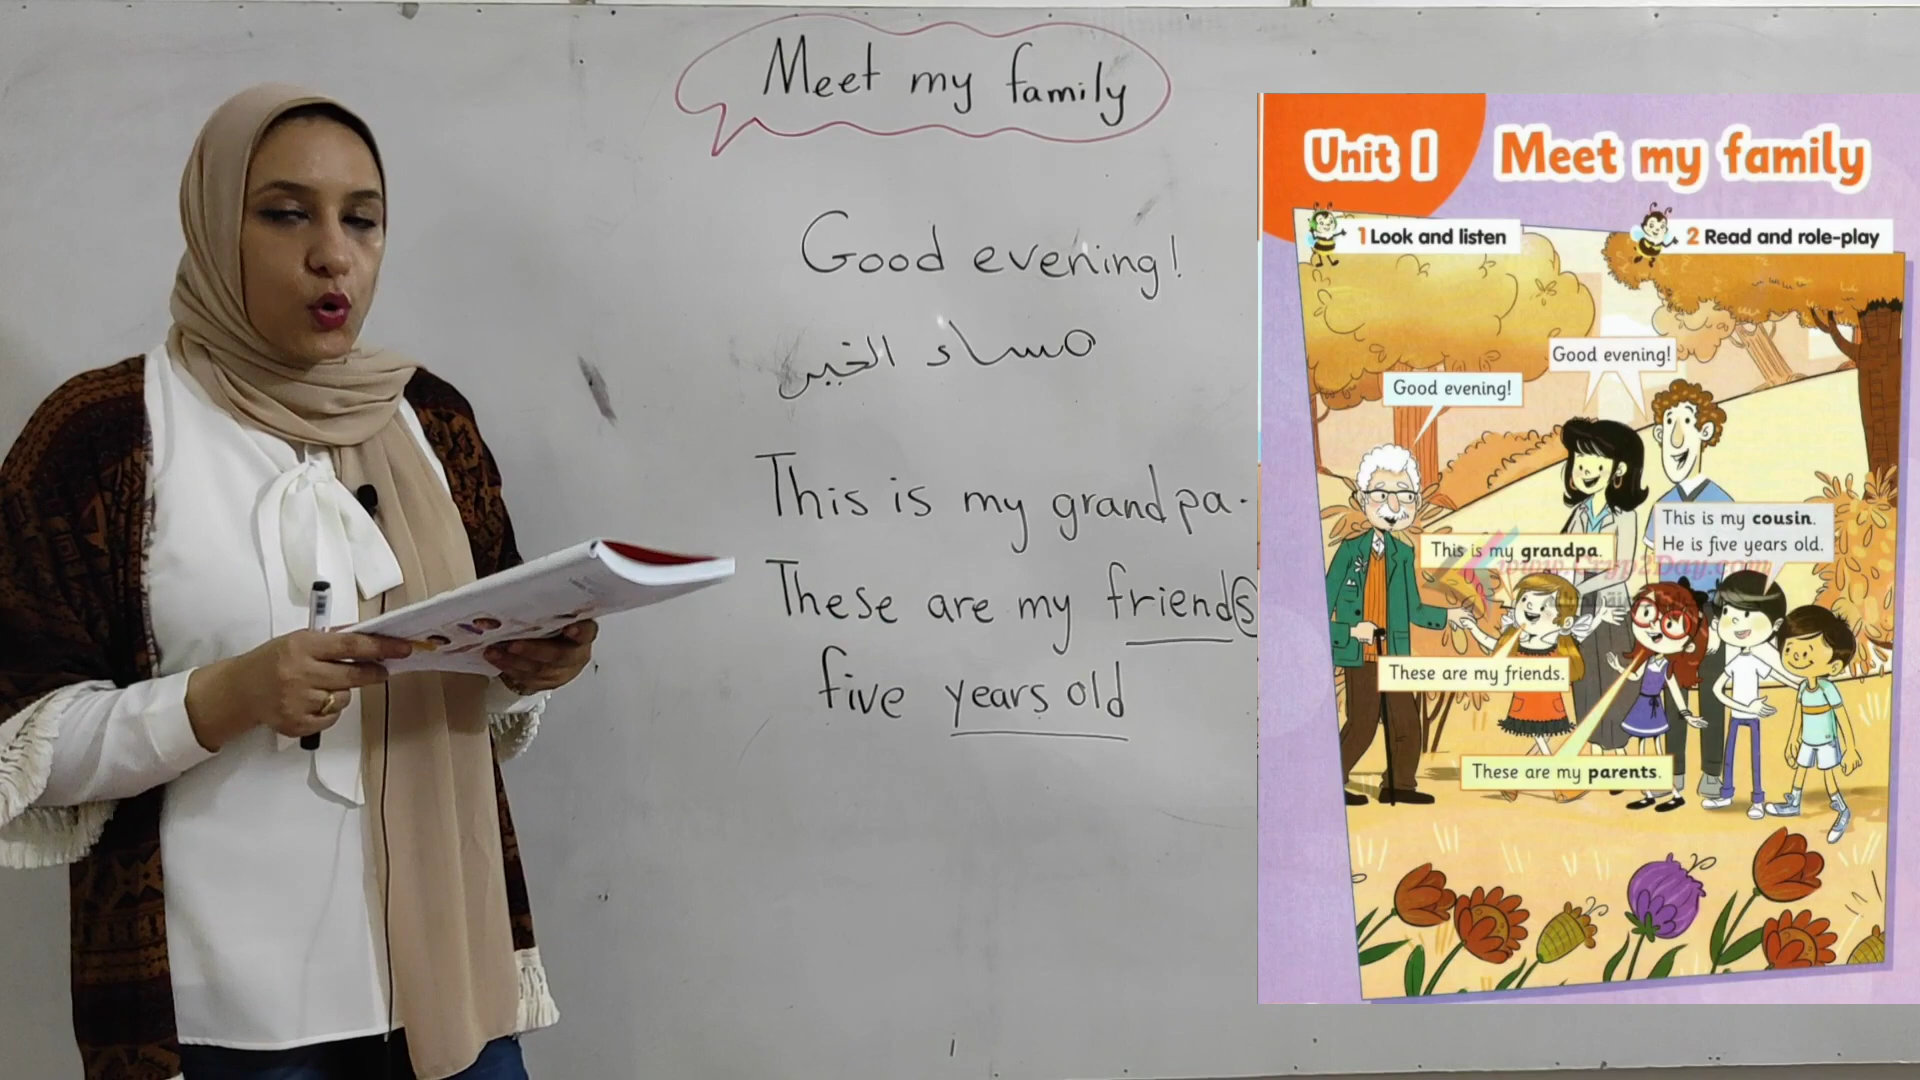 Meet my family
Good evening!
مساء الخير
This is my grandpa.
These are my friends
five years old
Unit 1
Meet my family
1 Look and listen
2 Read and role-play
Good evening!
Good evening!
This is my cousin.
He is five years old.
This is my grandpa.
www.Cryp2Day.com
These are my friends.
These are my parents.